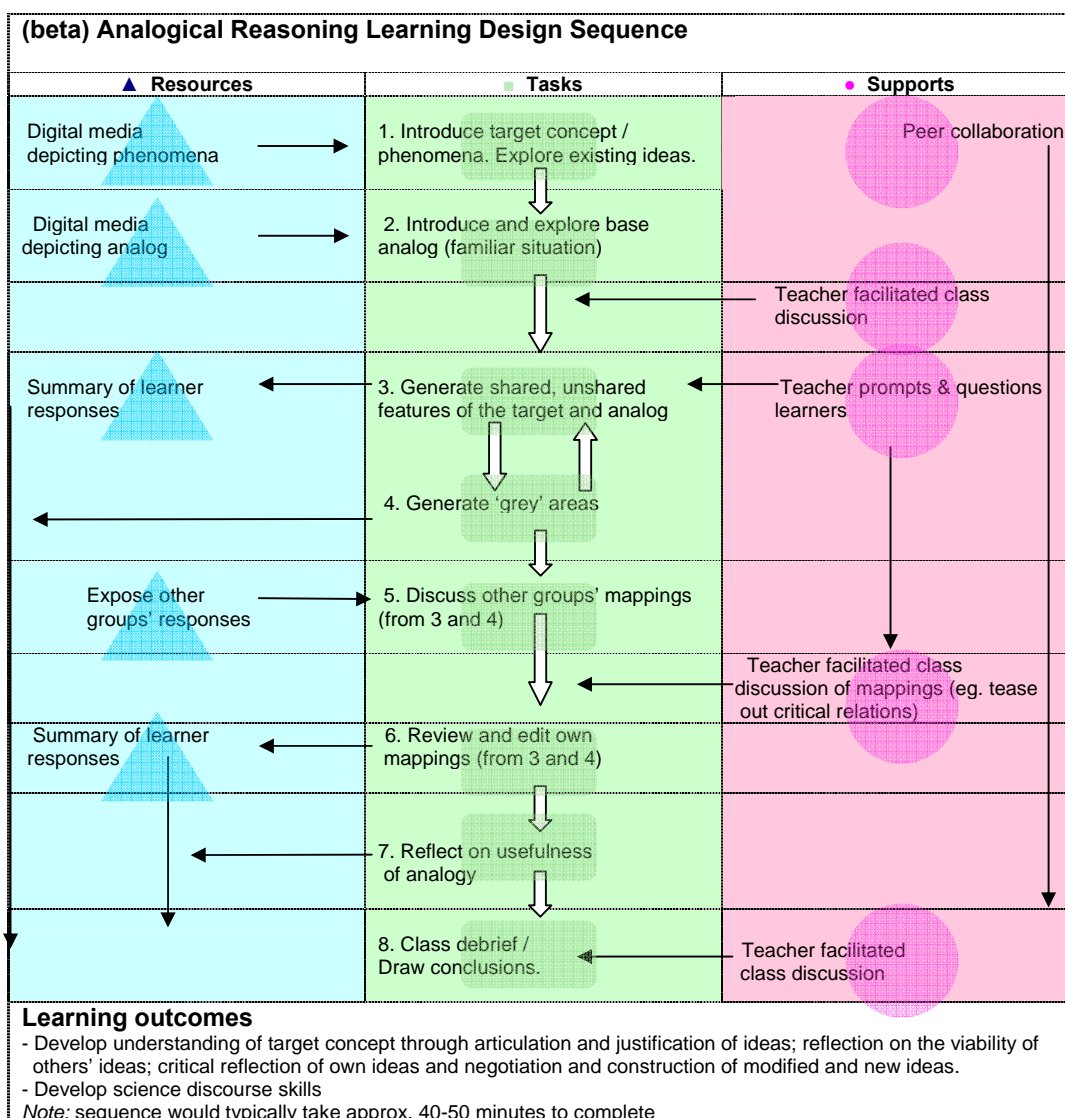 (beta) Analogical Reasoning Learning Design Sequence
Resources
Tasks
Supports
Digital media
depicting phenomena
1. Introduce target concept /
phenomena. Explore existing ideas.
Peer collaboration
Digital media
depicting analog
2. Introduce and explore base
analog (familiar situation)
Teacher facilitated class
discussion
Summary of learner
responses
3. Generate shared, unshared
features of the target and analog
Teacher prompts & questions
learners
4. Generate ‘grey’ areas
Expose other
groups’ responses
5. Discuss other groups’ mappings
(from 3 and 4)
Teacher facilitated class
discussion of mappings (eg. tease
out critical relations)
Summary of learner
responses
6. Review and edit own
mappings (from 3 and 4)
7. Reflect on usefulness
of analogy
8. Class debrief /
Draw conclusions.
Teacher facilitated
class discussion
Learning outcomes
- Develop understanding of target concept through articulation and justification of ideas; reflection on the viability of
others’ ideas; critical reflection of own ideas and negotiation and construction of modified and new ideas.
- Develop science discourse skills
Note: sequence would typically take approx. 40-50 minutes to complete